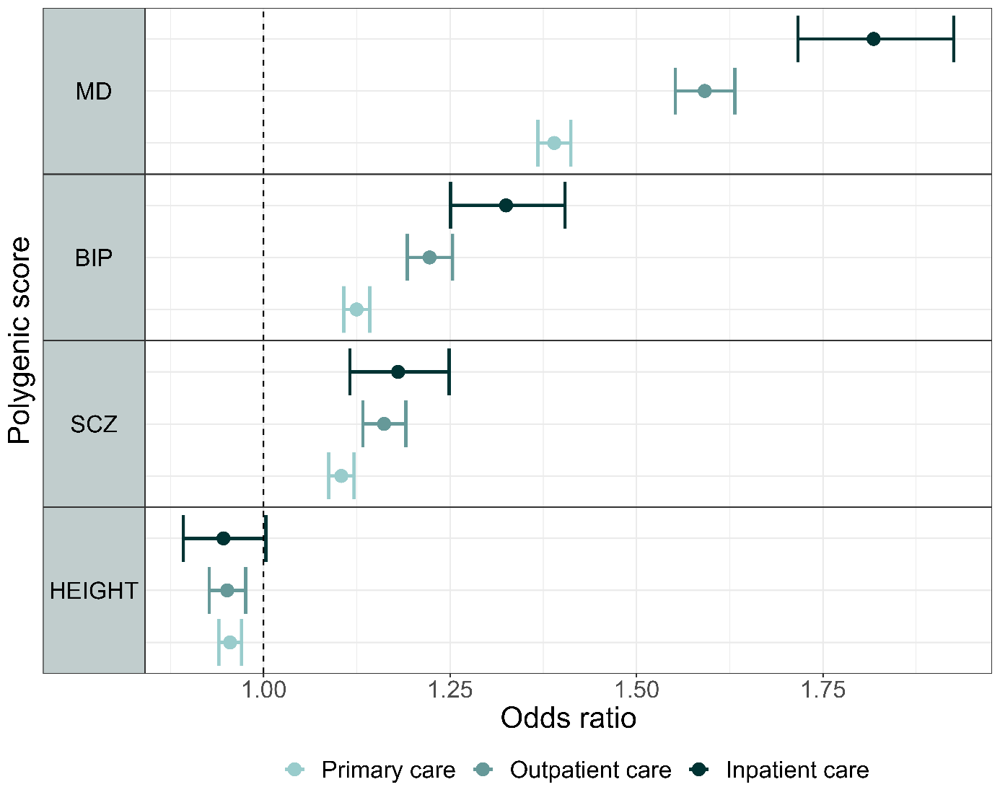 Polygenic score
MD
BIP
SCZ
HEIGHT
1.00 1.25 1.50 1.75
Odds ratio
Primary care Outpatient care Inpatient care